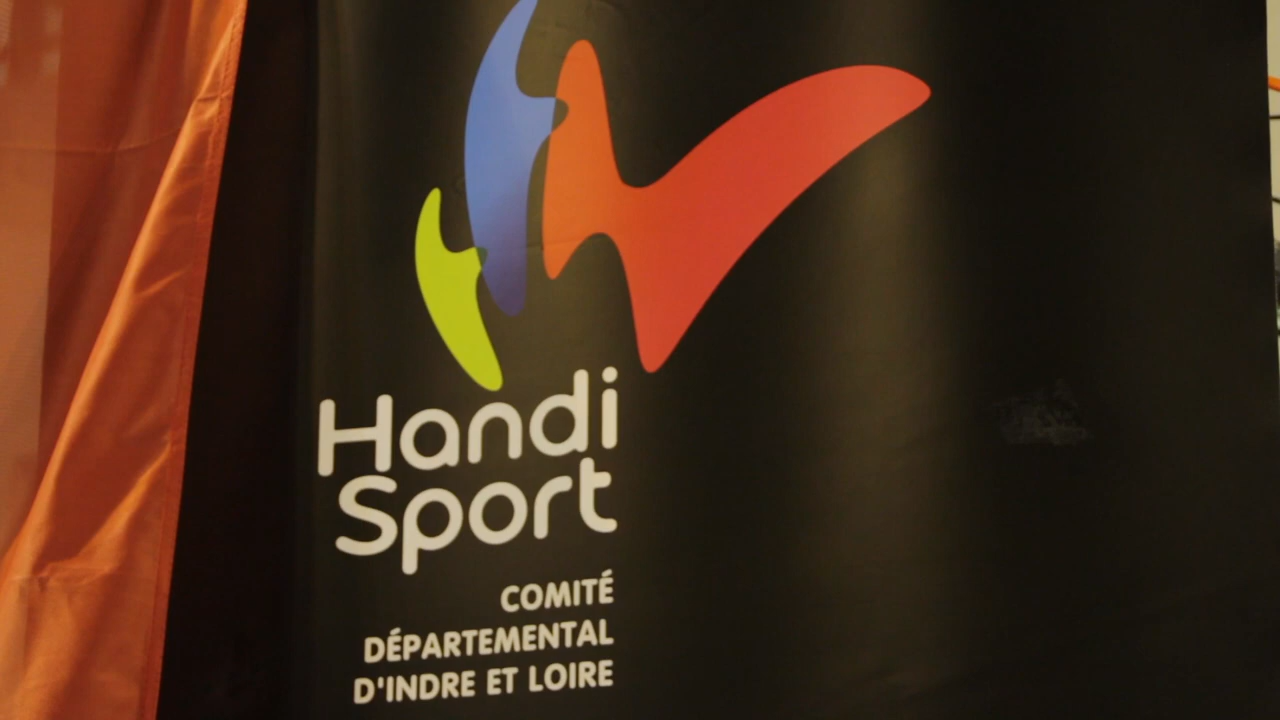 Handi
Sport
COMITÉ
DÉPARTEMENTAL
D'INDRE ET LOIRE